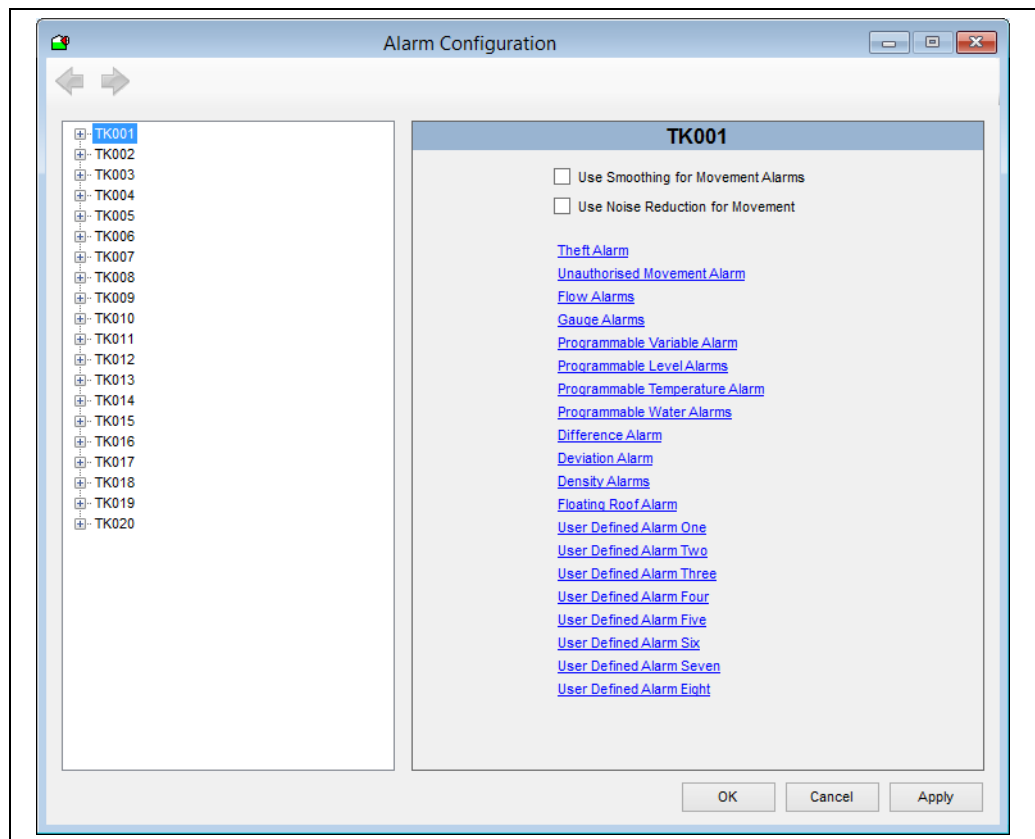 Alarm Configuration
TK001
TK002
TK003
TK004
TK005
TK006
TK007
TK008
TK009
TK010
TK011
TK012
TK013
TK014
TK015
TK016
TK017
TK018
TK019
TK020
TK001
Use Smoothing for Movement Alarms
Use Noise Reduction for Movement
Theft Alarm
Unauthorised Movement Alarm
Flow Alarms
Gauge Alarms
Programmable Variable Alarm
Programmable Level Alarms
Programmable Temperature Alarm
Programmable Water Alarms
Difference Alarm
Deviation Alarm
Density Alarms
Floating Roof Alarm
User Defined Alarm One
User Defined Alarm Two
User Defined Alarm Three
User Defined Alarm Four
User Defined Alarm Five
User Defined Alarm Six
User Defined Alarm Seven
User Defined Alarm Eight
OK Cancel Apply